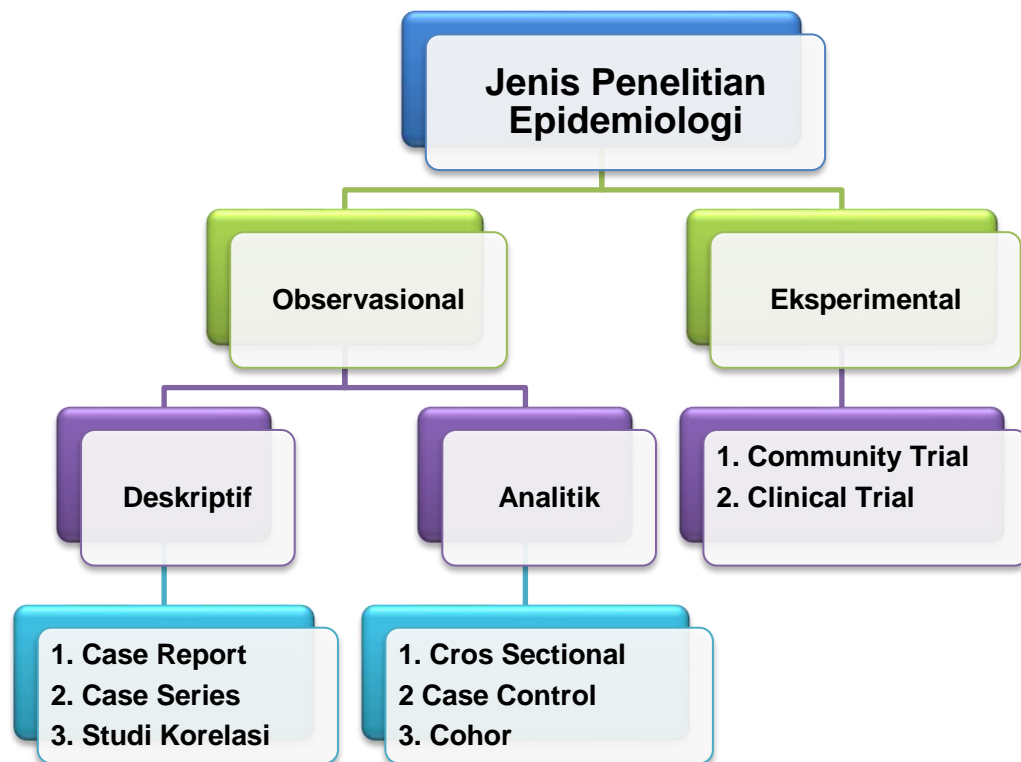 Jenis Penelitian
Epidemiologi
Observasional
Eksperimental
Deskriptif
Analitik
1. Community Trial
2. Clinical Trial
1. Case Report
2. Case Series
3. Studi Korelasi
1. Cros Sectional
2 Case Control
3. Cohor